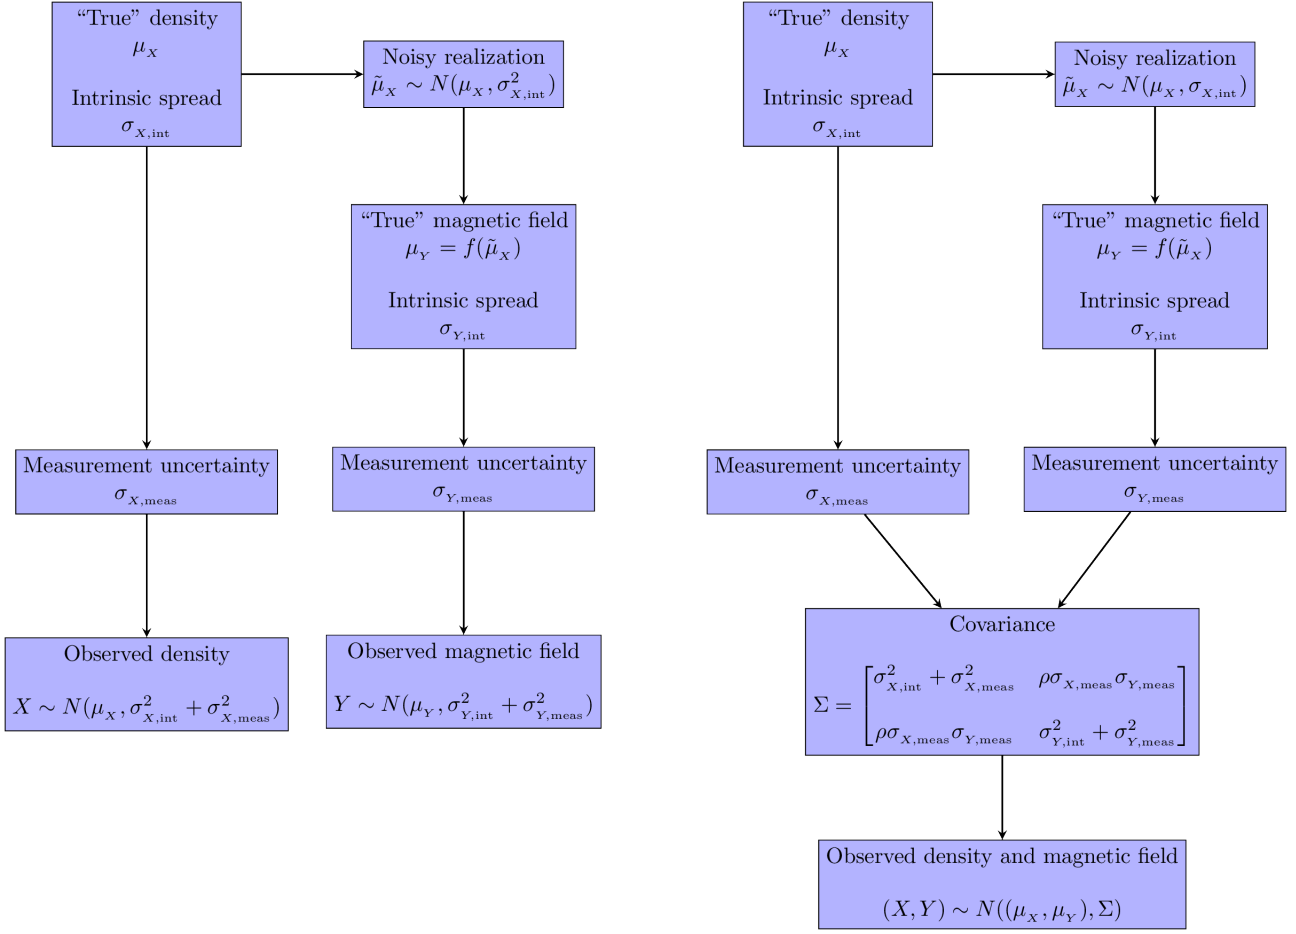 “True” density
μ_X
Intrinsic spread
σ_{X,int}
Noisy realization
μ̃_X ∼ N(μ_X, σ²_{X,int})
“True” magnetic field
μ_Y = f(μ̃_X)
Intrinsic spread
σ_{Y,int}
Measurement uncertainty
σ_{X,meas}
Measurement uncertainty
σ_{Y,meas}
Observed density
X ∼ N(μ_X, σ²_{X,int} + σ²_{X,meas})
Observed magnetic field
Y ∼ N(μ_Y, σ²_{Y,int} + σ²_{Y,meas})
“True” density
μ_X
Intrinsic spread
σ_{X,int}
Noisy realization
μ̃_X ∼ N(μ_X, σ_{X,int})
“True” magnetic field
μ_Y = f(μ̃_X)
Intrinsic spread
σ_{Y,int}
Measurement uncertainty
σ_{X,meas}
Measurement uncertainty
σ_{Y,meas}
Covariance
Σ = [σ²_{X,int} + σ²_{X,meas} ρσ_{X,meas}σ_{Y,meas}
ρσ_{X,meas}σ_{Y,meas} σ²_{Y,int} + σ²_{Y,meas}]
Observed density and magnetic field
(X, Y) ∼ N((μ_X, μ_Y), Σ)